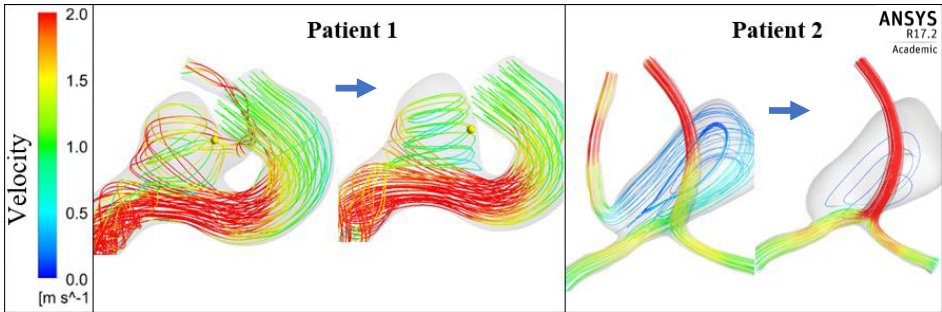 Patient 1
Patient 2
ANSYS
R17.2
Academic
Velocity
2.0
1.5
1.0
0.5
0.0
[m s^-1